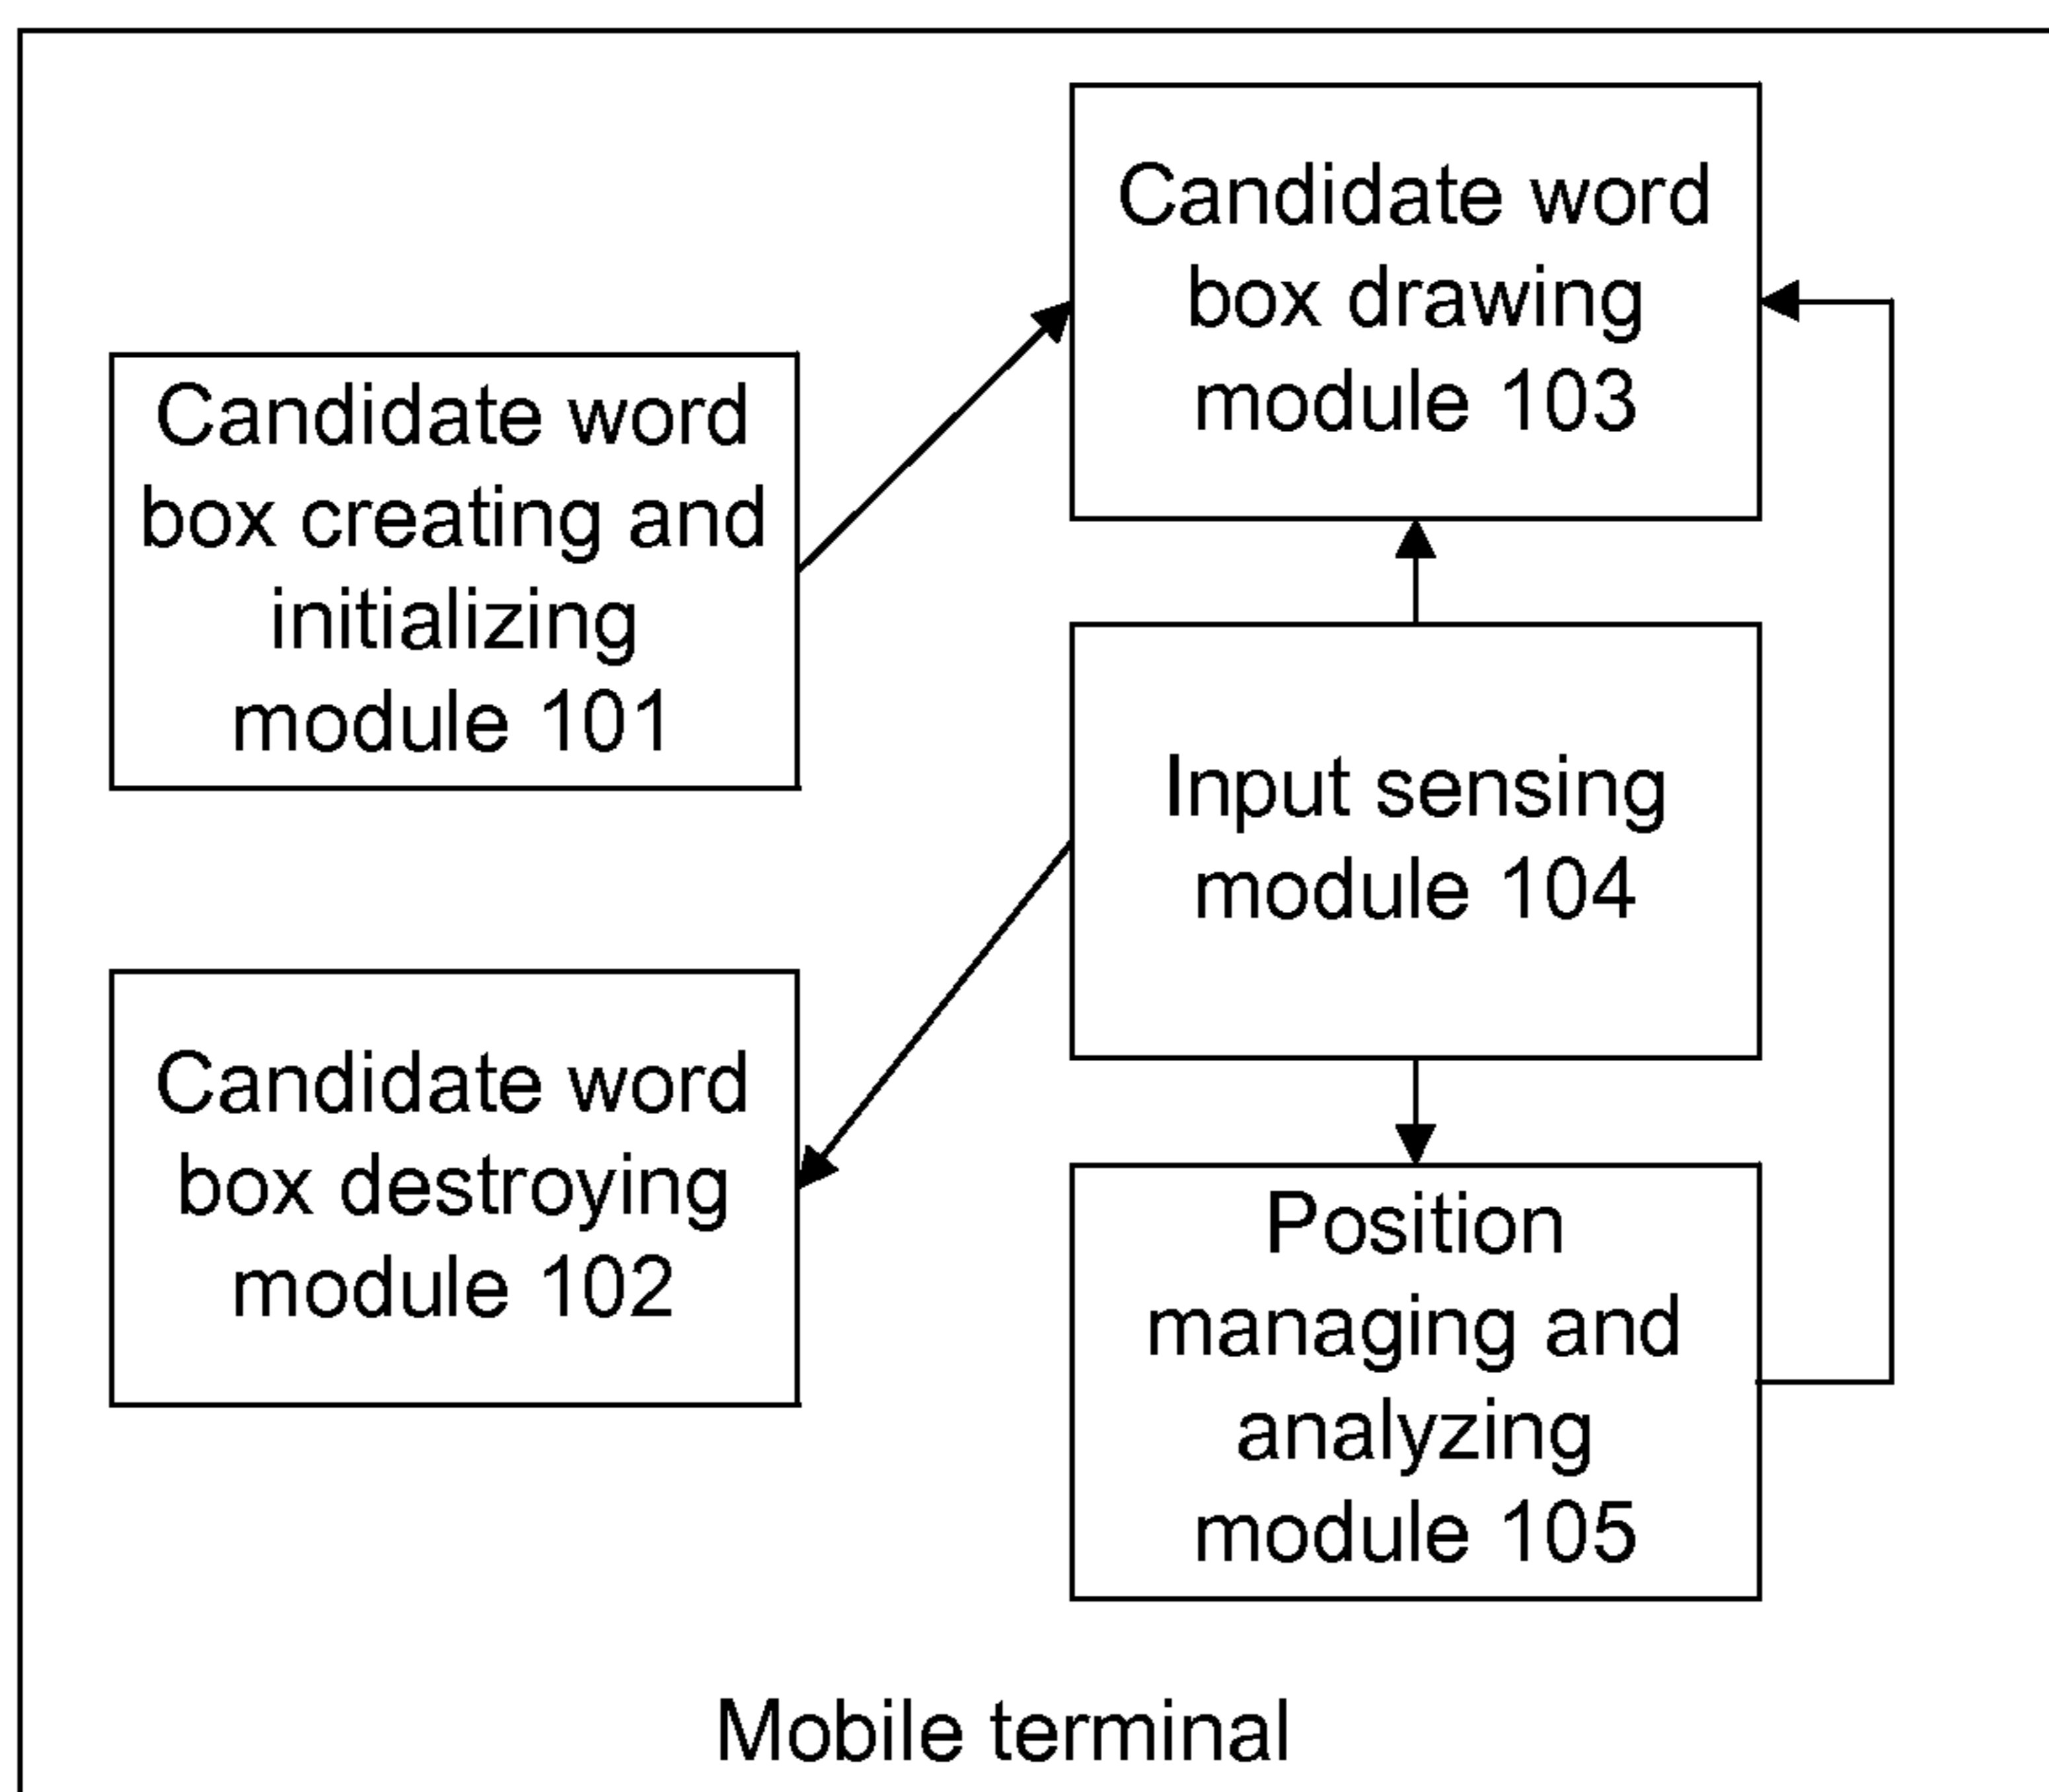 Candidate word
box drawing
module 103
Candidate word
box creating and
initializing
module 101
Input sensing
module 104
Candidate word
box destroying
module 102
Position
managing and
analyzing
module 105
Mobile terminal